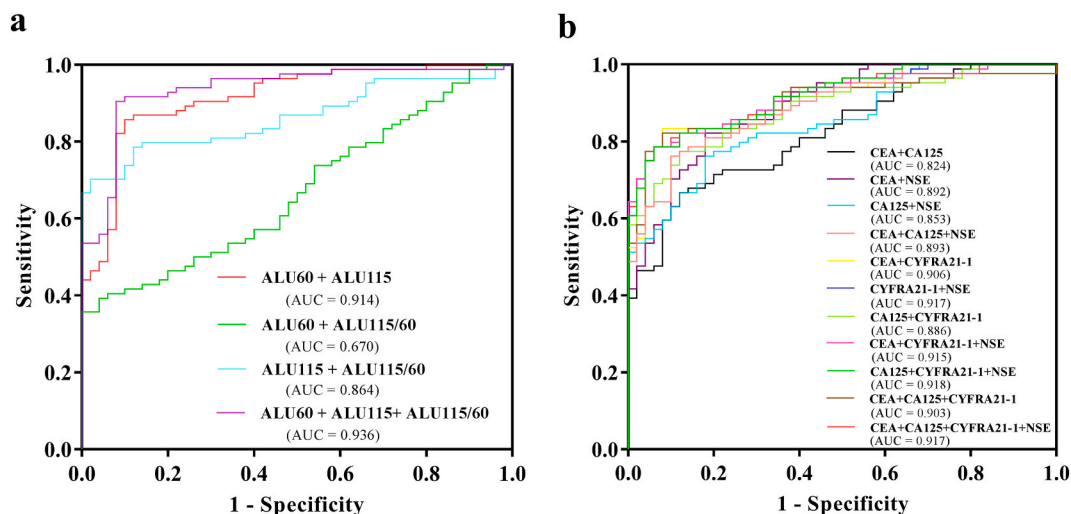 a
1.0
0.8
0.6
0.4
0.2
0.0
Sensitivity
ALU60 + ALU115
(AUC = 0.914)
ALU60 + ALU115/60
(AUC = 0.670)
ALU115 + ALU115/60
(AUC = 0.864)
ALU60 + ALU115+ ALU115/60
(AUC = 0.936)
0.0 0.2 0.4 0.6 0.8 1.0
1 - Specificity
b
1.0
0.8
0.6
0.4
0.2
0.0
Sensitivity
CEA+CA125
(AUC = 0.824)
CEA+NSE
(AUC = 0.892)
CA125+NSE
(AUC = 0.853)
CEA+CA125+NSE
(AUC = 0.893)
CEA+CYFRA21-1
(AUC = 0.906)
CYFRA21-1+NSE
(AUC = 0.917)
CA125+CYFRA21-1
(AUC = 0.886)
CEA+CYFRA21-1+NSE
(AUC = 0.915)
CA125+CYFRA21-1+NSE
(AUC = 0.918)
CEA+CA125+CYFRA21-1
(AUC = 0.903)
CEA+CA125+CYFRA21-1+NSE
(AUC = 0.917)
0.0 0.2 0.4 0.6 0.8 1.0
1 - Specificity